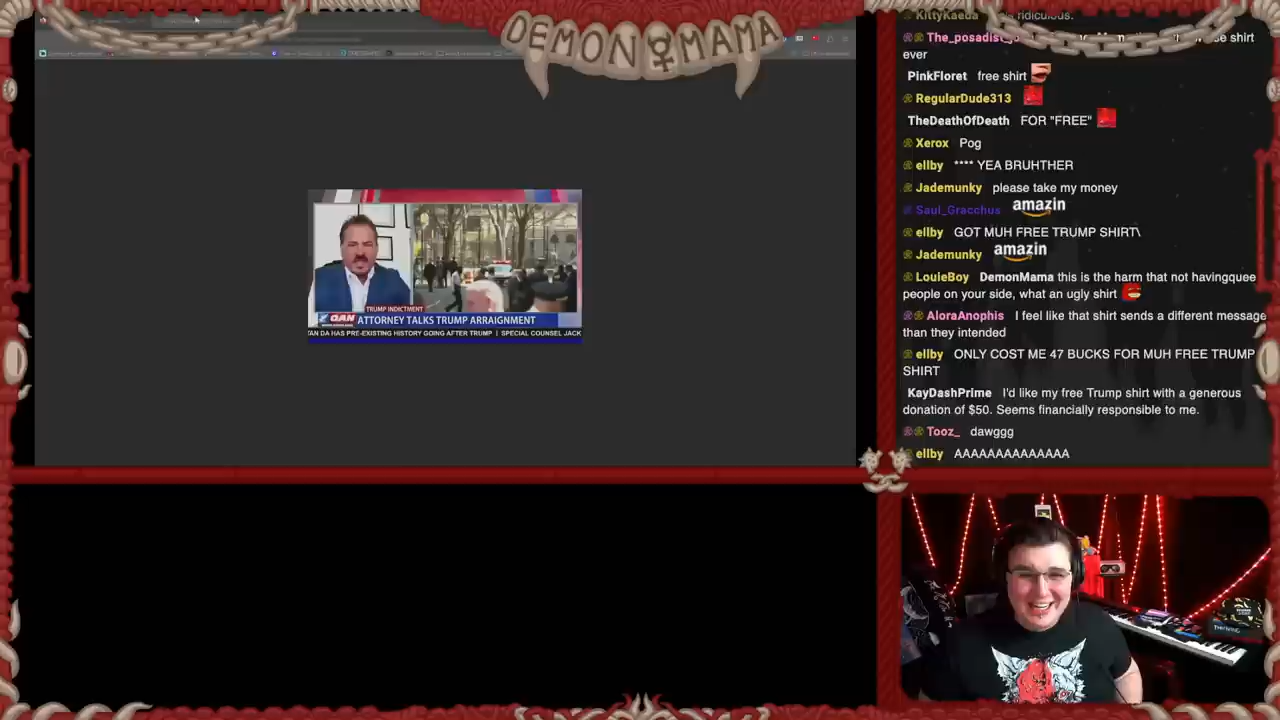 DEMON MAMA
KittyKaeda ridiculous.
shirt
ever
PinkFloret free shirt
RegularDude313
TheDeathOfDeath FOR "FREE"
Xerox Pog
ellby **** YEA BRUHTHER
Jademunky please take my money
Saul_Gracchus amazin
ellby GOT MUH FREE TRUMP SHIRT\
Jademunky amazin
LouieBoy DemonMama this is the harm that not havingquee
people on your side, what an ugly shirt
AloraAnophis I feel like that shirt sends a different message
than they intended
ellby ONLY COST ME 47 BUCKS FOR MUH FREE TRUMP
SHIRT
KayDashPrime I'd like my free Trump shirt with a generous
donation of $50. Seems financially responsible to me.
Tooz_ dawggg
ellby AAAAAAAAAAAAAA
TRUMP INDICTMENT
OAN ATTORNEY TALKS TRUMP ARRAIGNMENT
AN DA HAS PRE-EXISTING HISTORY GOING AFTER TRUMP | SPECIAL COUNSEL JACK